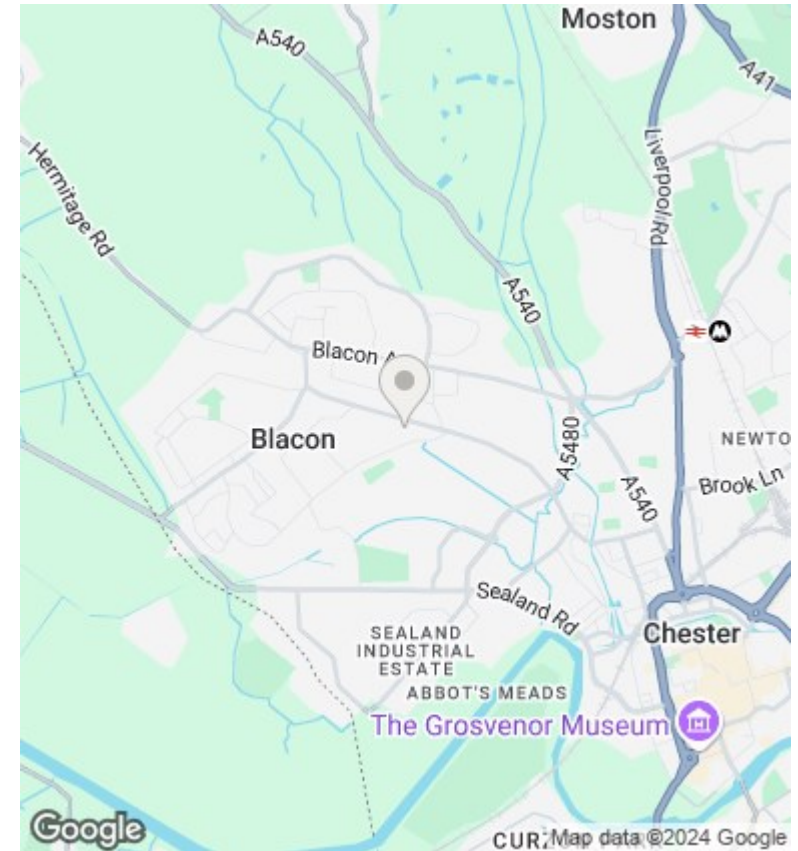 Moston
A540
A41
Hermitage Rd
Liverpool Rd
A540
Blacon A
Blacon
A5480
NEWTO
A540
Brook Ln
Sealand Rd
SEALAND
INDUSTRIAL
ESTATE
Chester
ABBOT'S MEADS
The Grosvenor Museum
Google
CURZ
Map data ©2024 Google